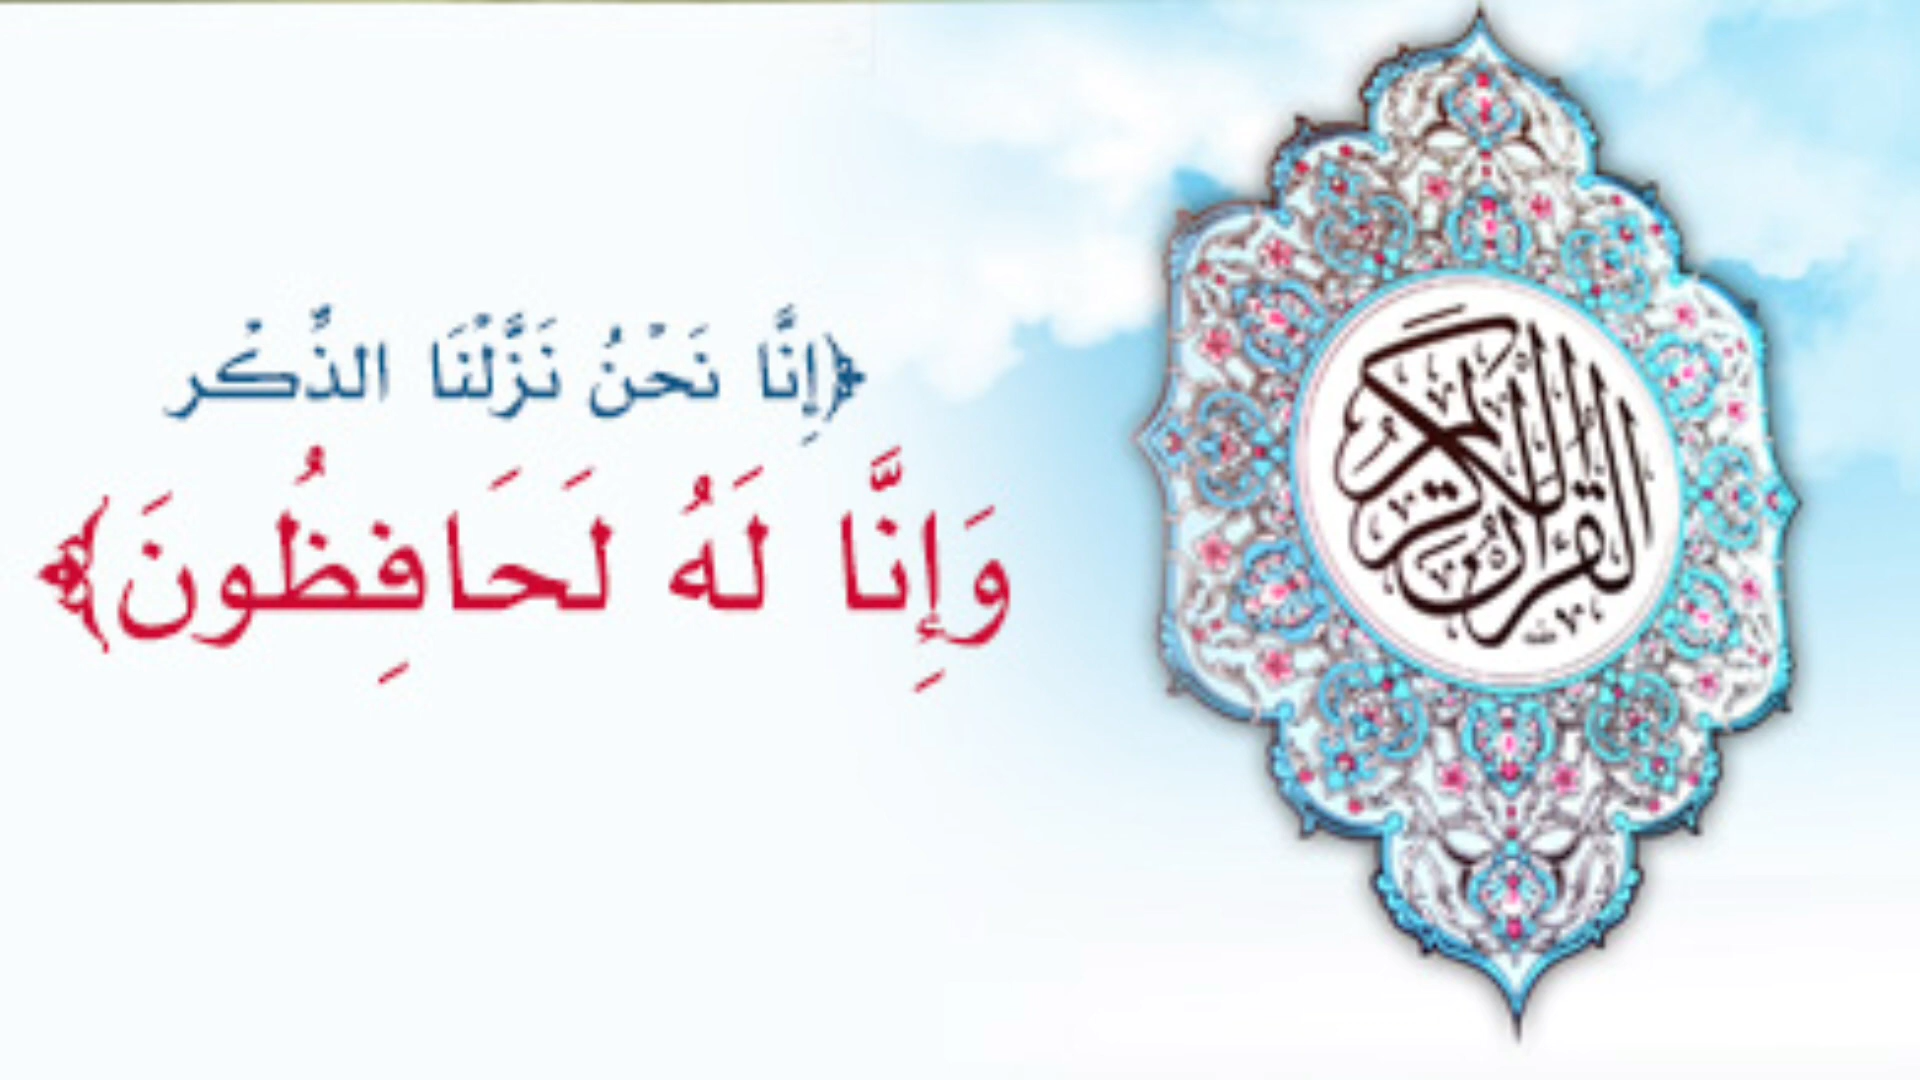 ﴿إِنَّا نَحْنُ نَزَّلْنَا الذِّكْر
وَإِنَّا لَهُ لَحَافِظُونَ﴾
القرآن الكريم